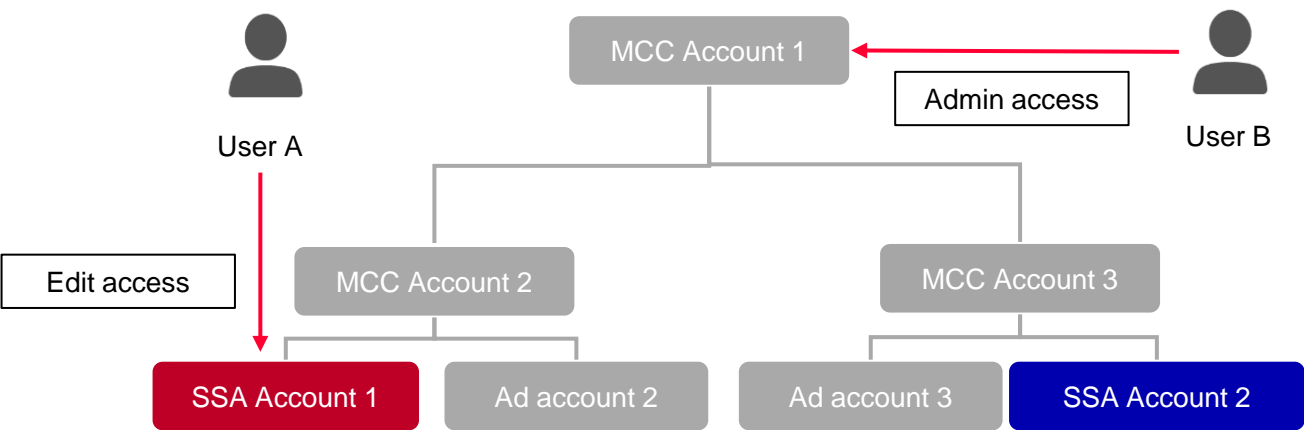 MCC Account 1
Admin access
User A
User B
Edit access
MCC Account 2
MCC Account 3
SSA Account 1
Ad account 2
Ad account 3
SSA Account 2